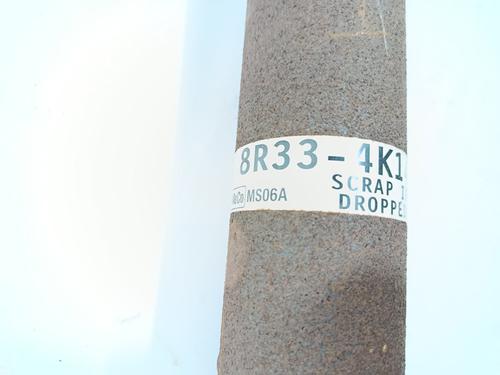 8R33-4K1
SCRAP
MS06A
DROPPE